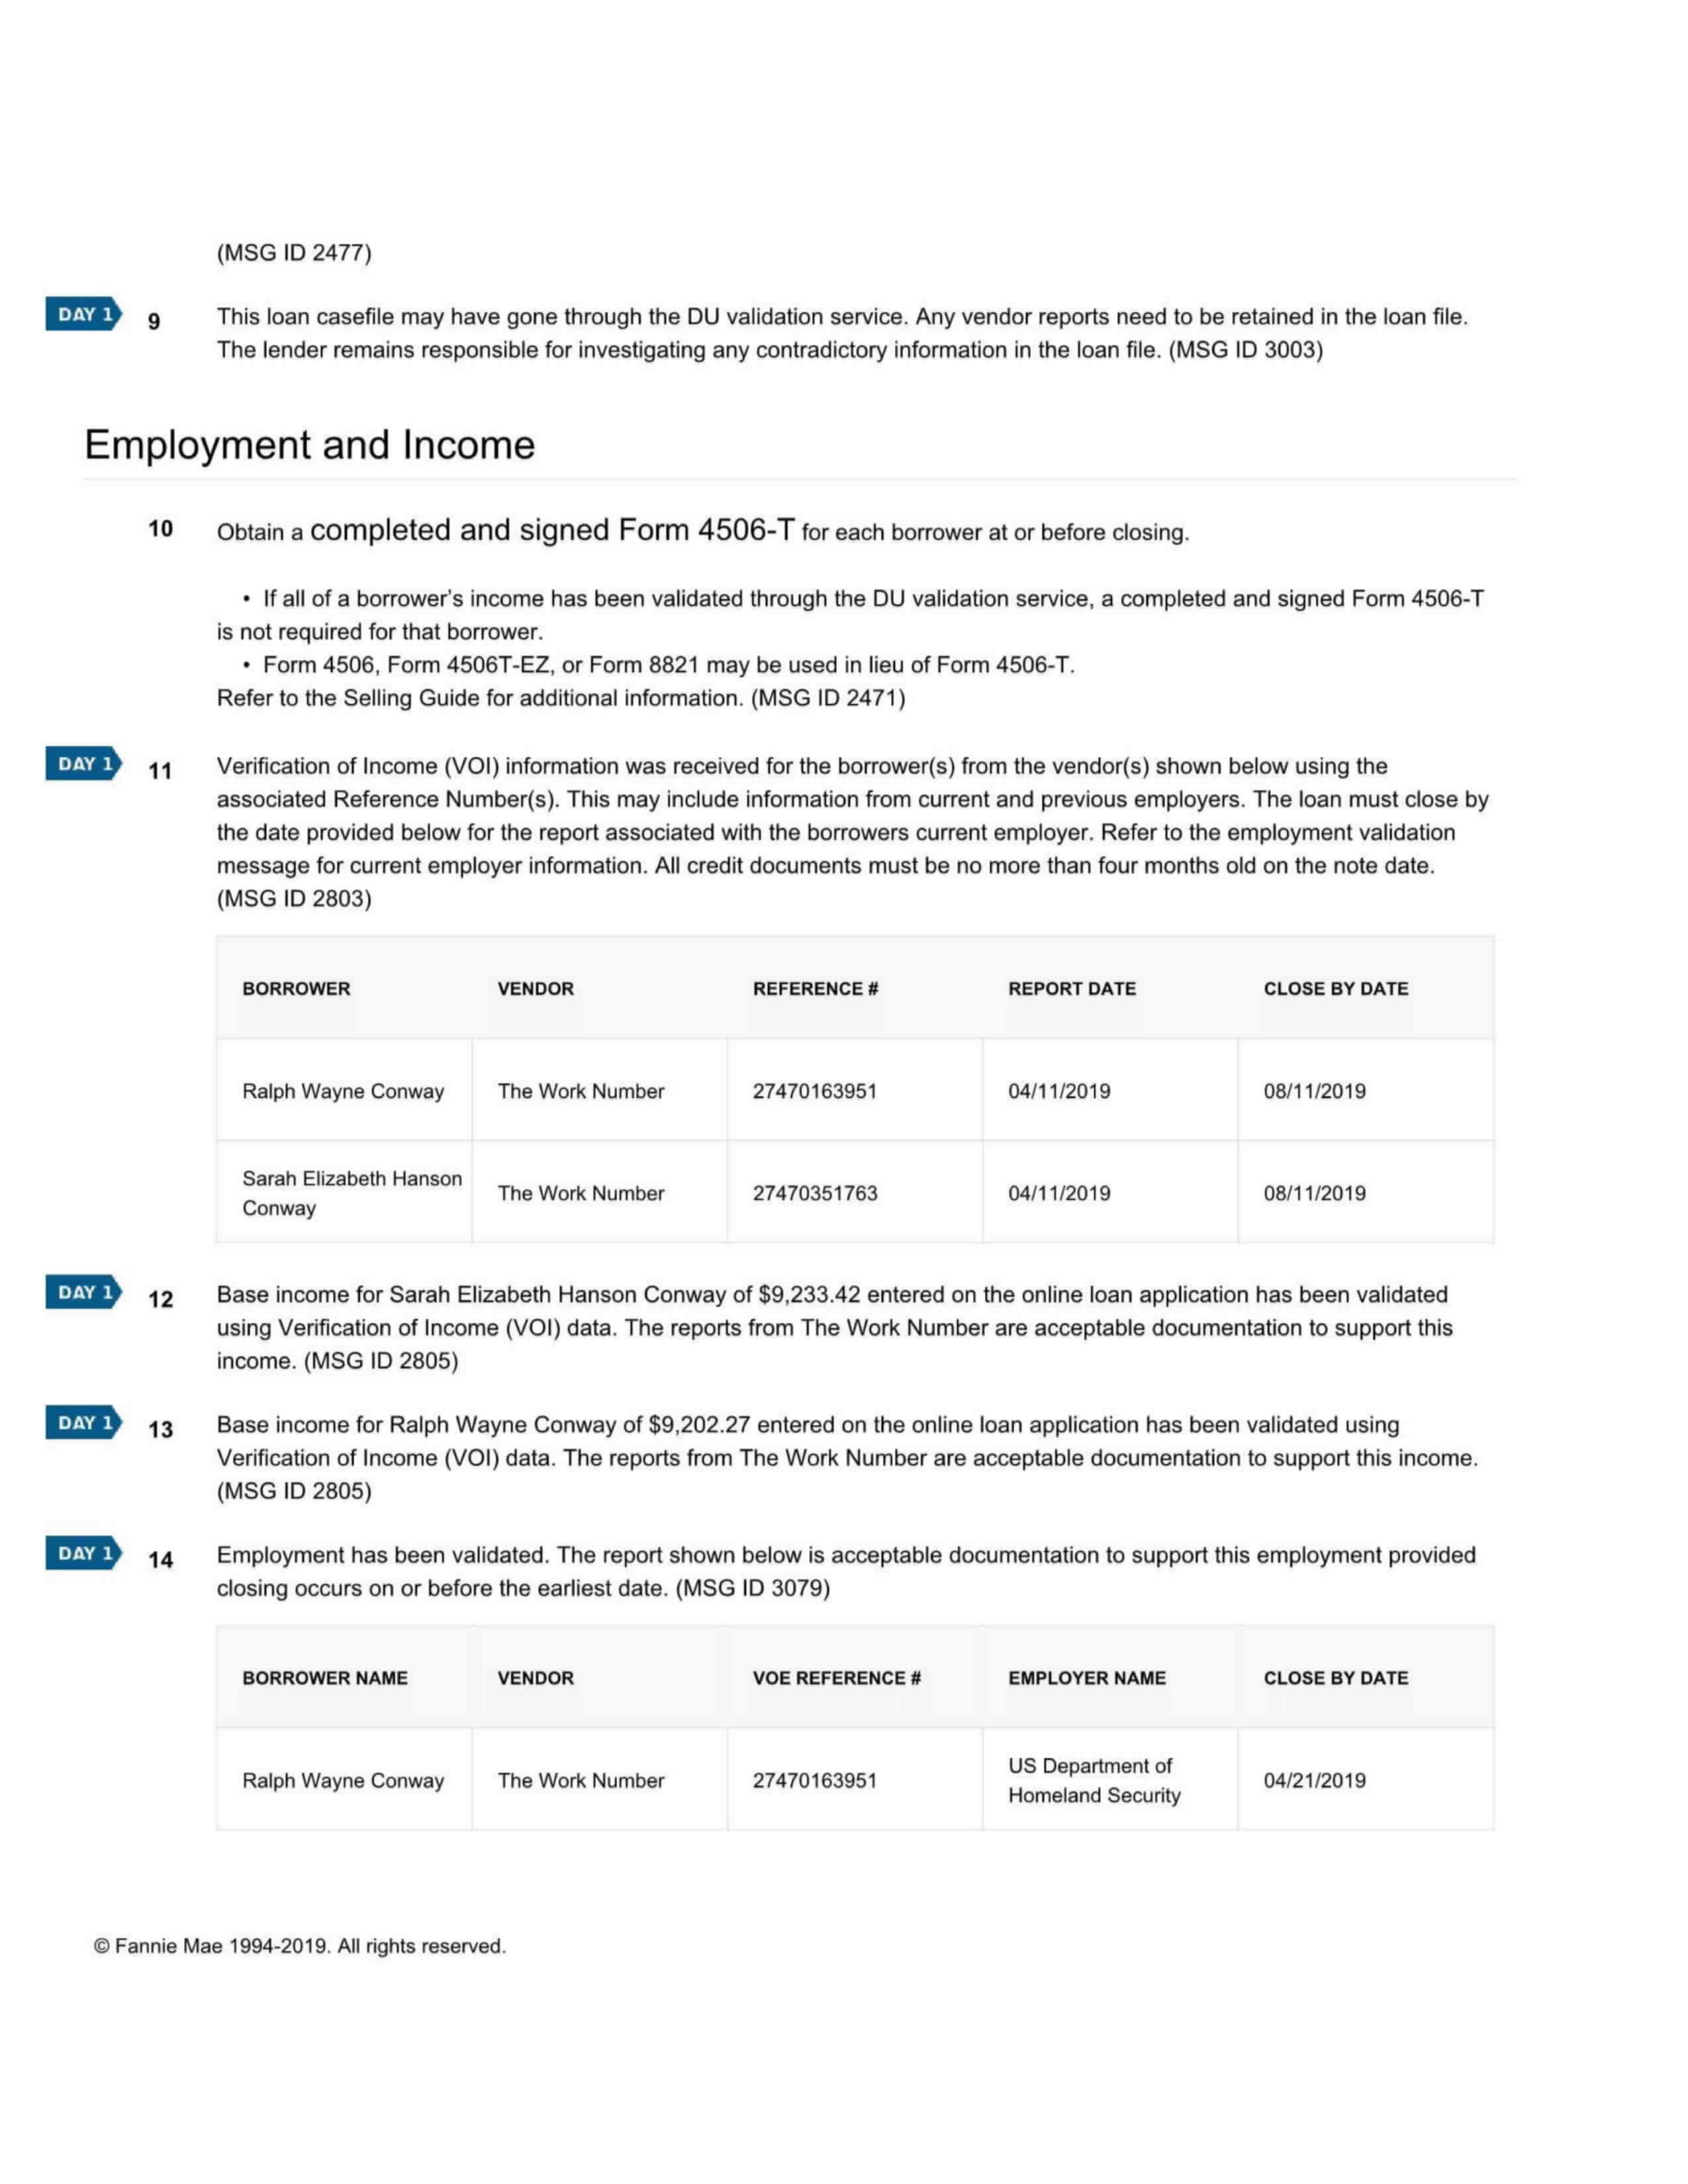 (MSG ID 2477)
DAY 1 9 This loan casefile may have gone through the DU validation service. Any vendor reports need to be retained in the loan file.
The lender remains responsible for investigating any contradictory information in the loan file. (MSG ID 3003)
Employment and Income
10 Obtain a completed and signed Form 4506-T for each borrower at or before closing.
• If all of a borrower's income has been validated through the DU validation service, a completed and signed Form 4506-T
is not required for that borrower.
• Form 4506, Form 4506T-EZ, or Form 8821 may be used in lieu of Form 4506-T.
Refer to the Selling Guide for additional information. (MSG ID 2471)
DAY 1 11 Verification of Income (VOI) information was received for the borrower(s) from the vendor(s) shown below using the
associated Reference Number(s). This may include information from current and previous employers. The loan must close by
the date provided below for the report associated with the borrowers current employer. Refer to the employment validation
message for current employer information. All credit documents must be no more than four months old on the note date.
(MSG ID 2803)
BORROWER VENDOR REFERENCE # REPORT DATE CLOSE BY DATE
Ralph Wayne Conway The Work Number 27470163951 04/11/2019 08/11/2019
Sarah Elizabeth Hanson
Conway The Work Number 27470351763 04/11/2019 08/11/2019
DAY 1 12 Base income for Sarah Elizabeth Hanson Conway of $9,233.42 entered on the online loan application has been validated
using Verification of Income (VOI) data. The reports from The Work Number are acceptable documentation to support this
income. (MSG ID 2805)
DAY 1 13 Base income for Ralph Wayne Conway of $9,202.27 entered on the online loan application has been validated using
Verification of Income (VOI) data. The reports from The Work Number are acceptable documentation to support this income.
(MSG ID 2805)
DAY 1 14 Employment has been validated. The report shown below is acceptable documentation to support this employment provided
closing occurs on or before the earliest date. (MSG ID 3079)
BORROWER NAME VENDOR VOE REFERENCE # EMPLOYER NAME CLOSE BY DATE
Ralph Wayne Conway The Work Number 27470163951 US Department of
Homeland Security 04/21/2019
© Fannie Mae 1994-2019. All rights reserved.